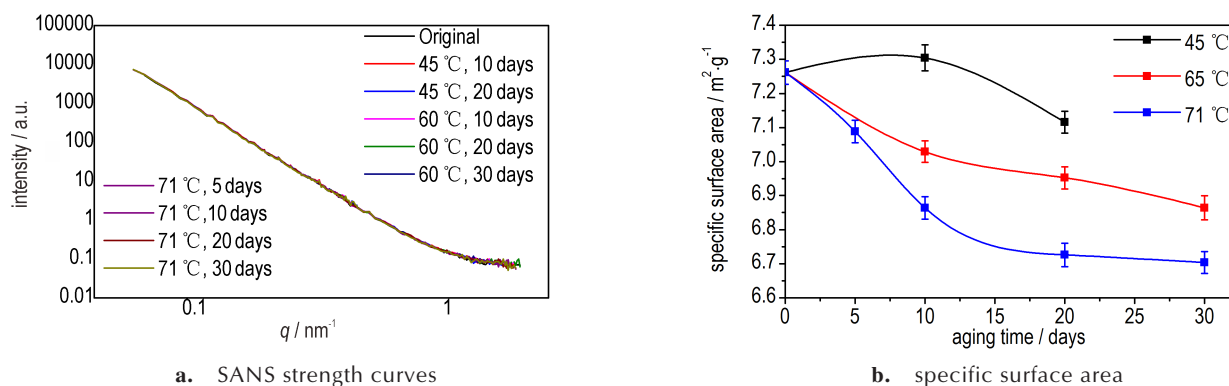 100000
10000
1000
100
10
1
0.1
0.01
intensity / a.u.
Original
45 ℃, 10 days
45 ℃, 20 days
60 ℃, 10 days
60 ℃, 20 days
60 ℃, 30 days
71 ℃, 5 days
71 ℃,10 days
71 ℃, 20 days
71 ℃, 30 days
0.1 1
q / nm-1
a. SANS strength curves
7.4
7.3
7.2
7.1
7.0
6.9
6.8
6.7
6.6
specific surface area / m2·g-1
45 ℃
65 ℃
71 ℃
0 5 10 15 20 25 30
aging time / days
b. specific surface area